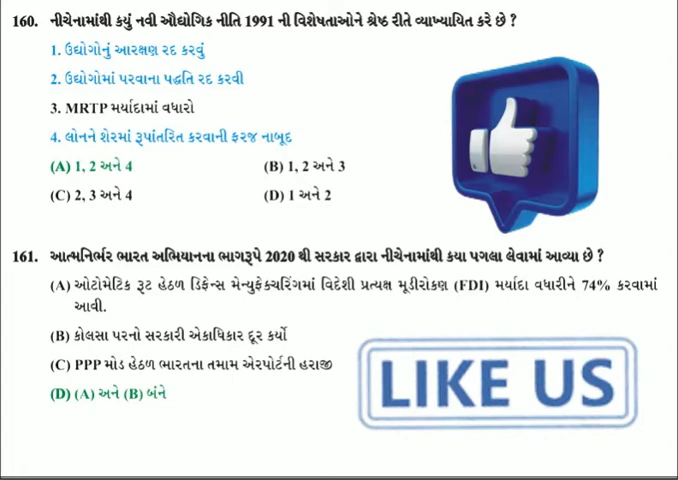 160. નીચેનામાંથી કયું નવી ઔદ્યોગિક નીતિ 1991 ની વિશેષતાઓને શ્રેષ્ઠ રીતે વ્યાખ્યાયિત કરે છે ?
1. ઉદ્યોગોનું આરક્ષણ રદ કરવું
2. ઉદ્યોગોમાં પરવાના પદ્ધતિ રદ કરવી
3. MRTP મર્યાદામાં વધારો
4. લોનને શેરમાં રૂપાંતરિત કરવાની ફરજ નાબૂદ
(A) 1, 2 અને 4 (B) 1, 2 અને 3
(C) 2, 3 અને 4 (D) 1 અને 2
161. આત્મનિર્ભર ભારત અભિયાનના ભાગરૂપે 2020 થી સરકાર દ્વારા નીચેનામાંથી કયા પગલા લેવામાં આવ્યા છે ?
(A) ઓટોમેટિક રૂટ હેઠળ ડિફેન્સ મેન્યુફેક્ચરિંગમાં વિદેશી પ્રત્યક્ષ મૂડીરોકણ (FDI) મર્યાદા વધારીને 74% કરવામાં
આવી.
(B) કોલસા પરનો સરકારી એકાધિકાર દૂર કર્યો
(C) PPP મોડ હેઠળ ભારતના તમામ એરપોર્ટની હરાજી
(D) (A) અને (B) બંને
LIKE US